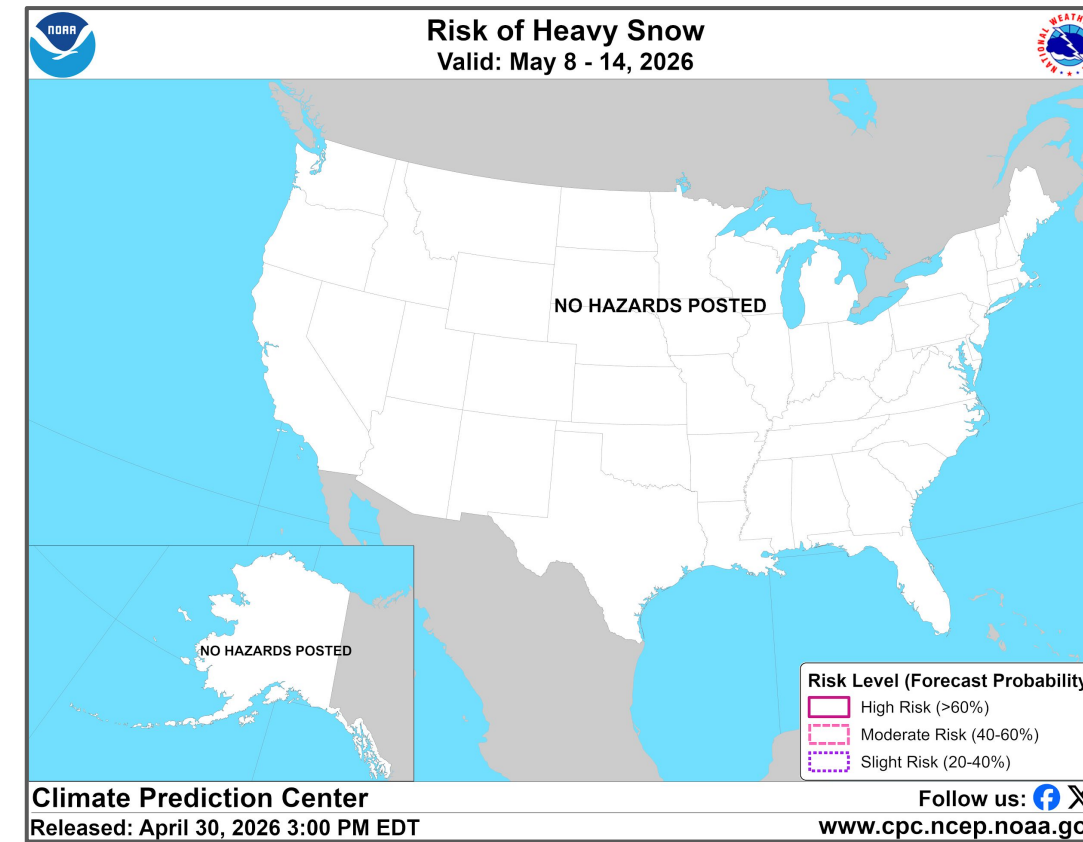 NOAA
Risk of Heavy Snow
Valid: May 8 - 14, 2026
NATIONAL
NO HAZARDS POSTED
NO HAZARDS POSTED
Risk Level (Forecast Probability
High Risk (>60%)
Moderate Risk (40-60%)
Slight Risk (20-40%)
Climate Prediction Center
Follow us:
Released: April 30, 2026 3:00 PM EDT
www.cpc.ncep.noaa.go